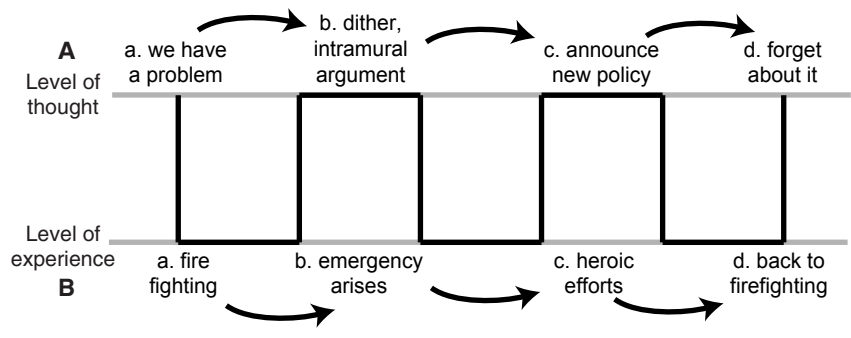 A
Level of
thought
a. we have
a problem
b. dither,
intramural
argument
c. announce
new policy
d. forget
about it
Level of
experience
B
a. fire
fighting
b. emergency
arises
c. heroic
efforts
d. back to
firefighting